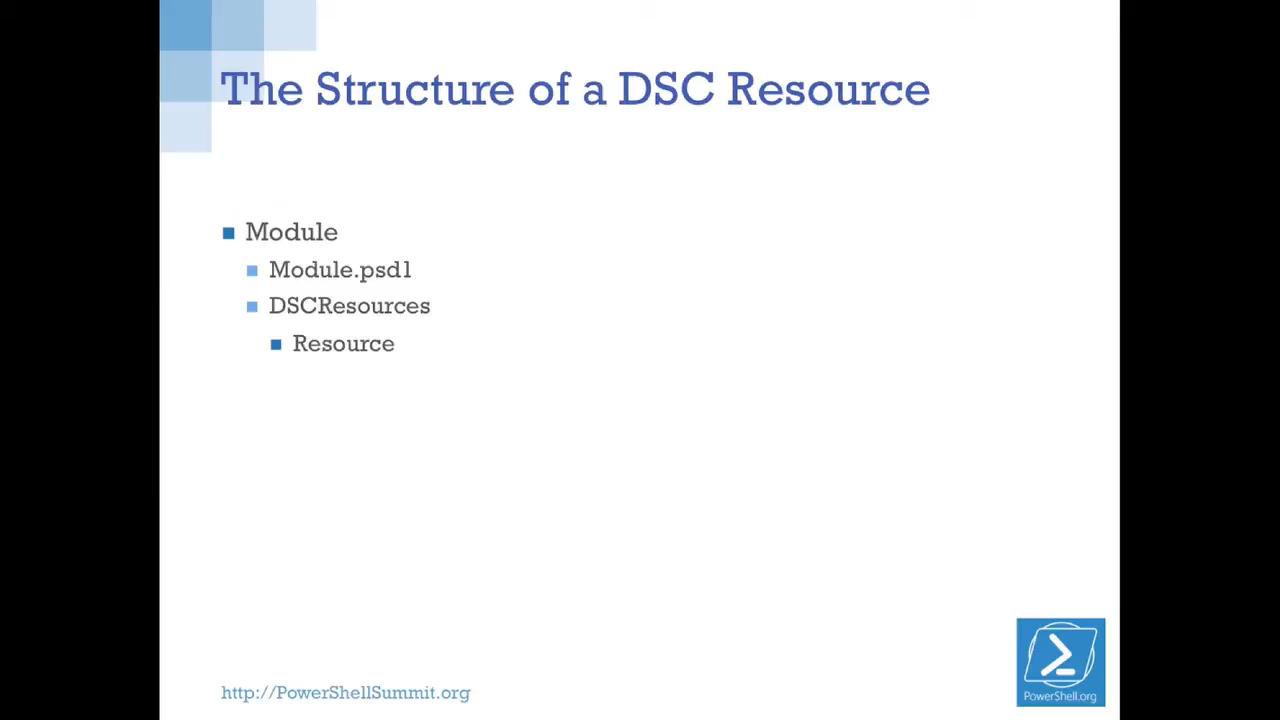 The Structure of a DSC Resource
Module
Module.psd1
DSCResources
Resource
http://PowerShellSummit.org
PowerShell.org